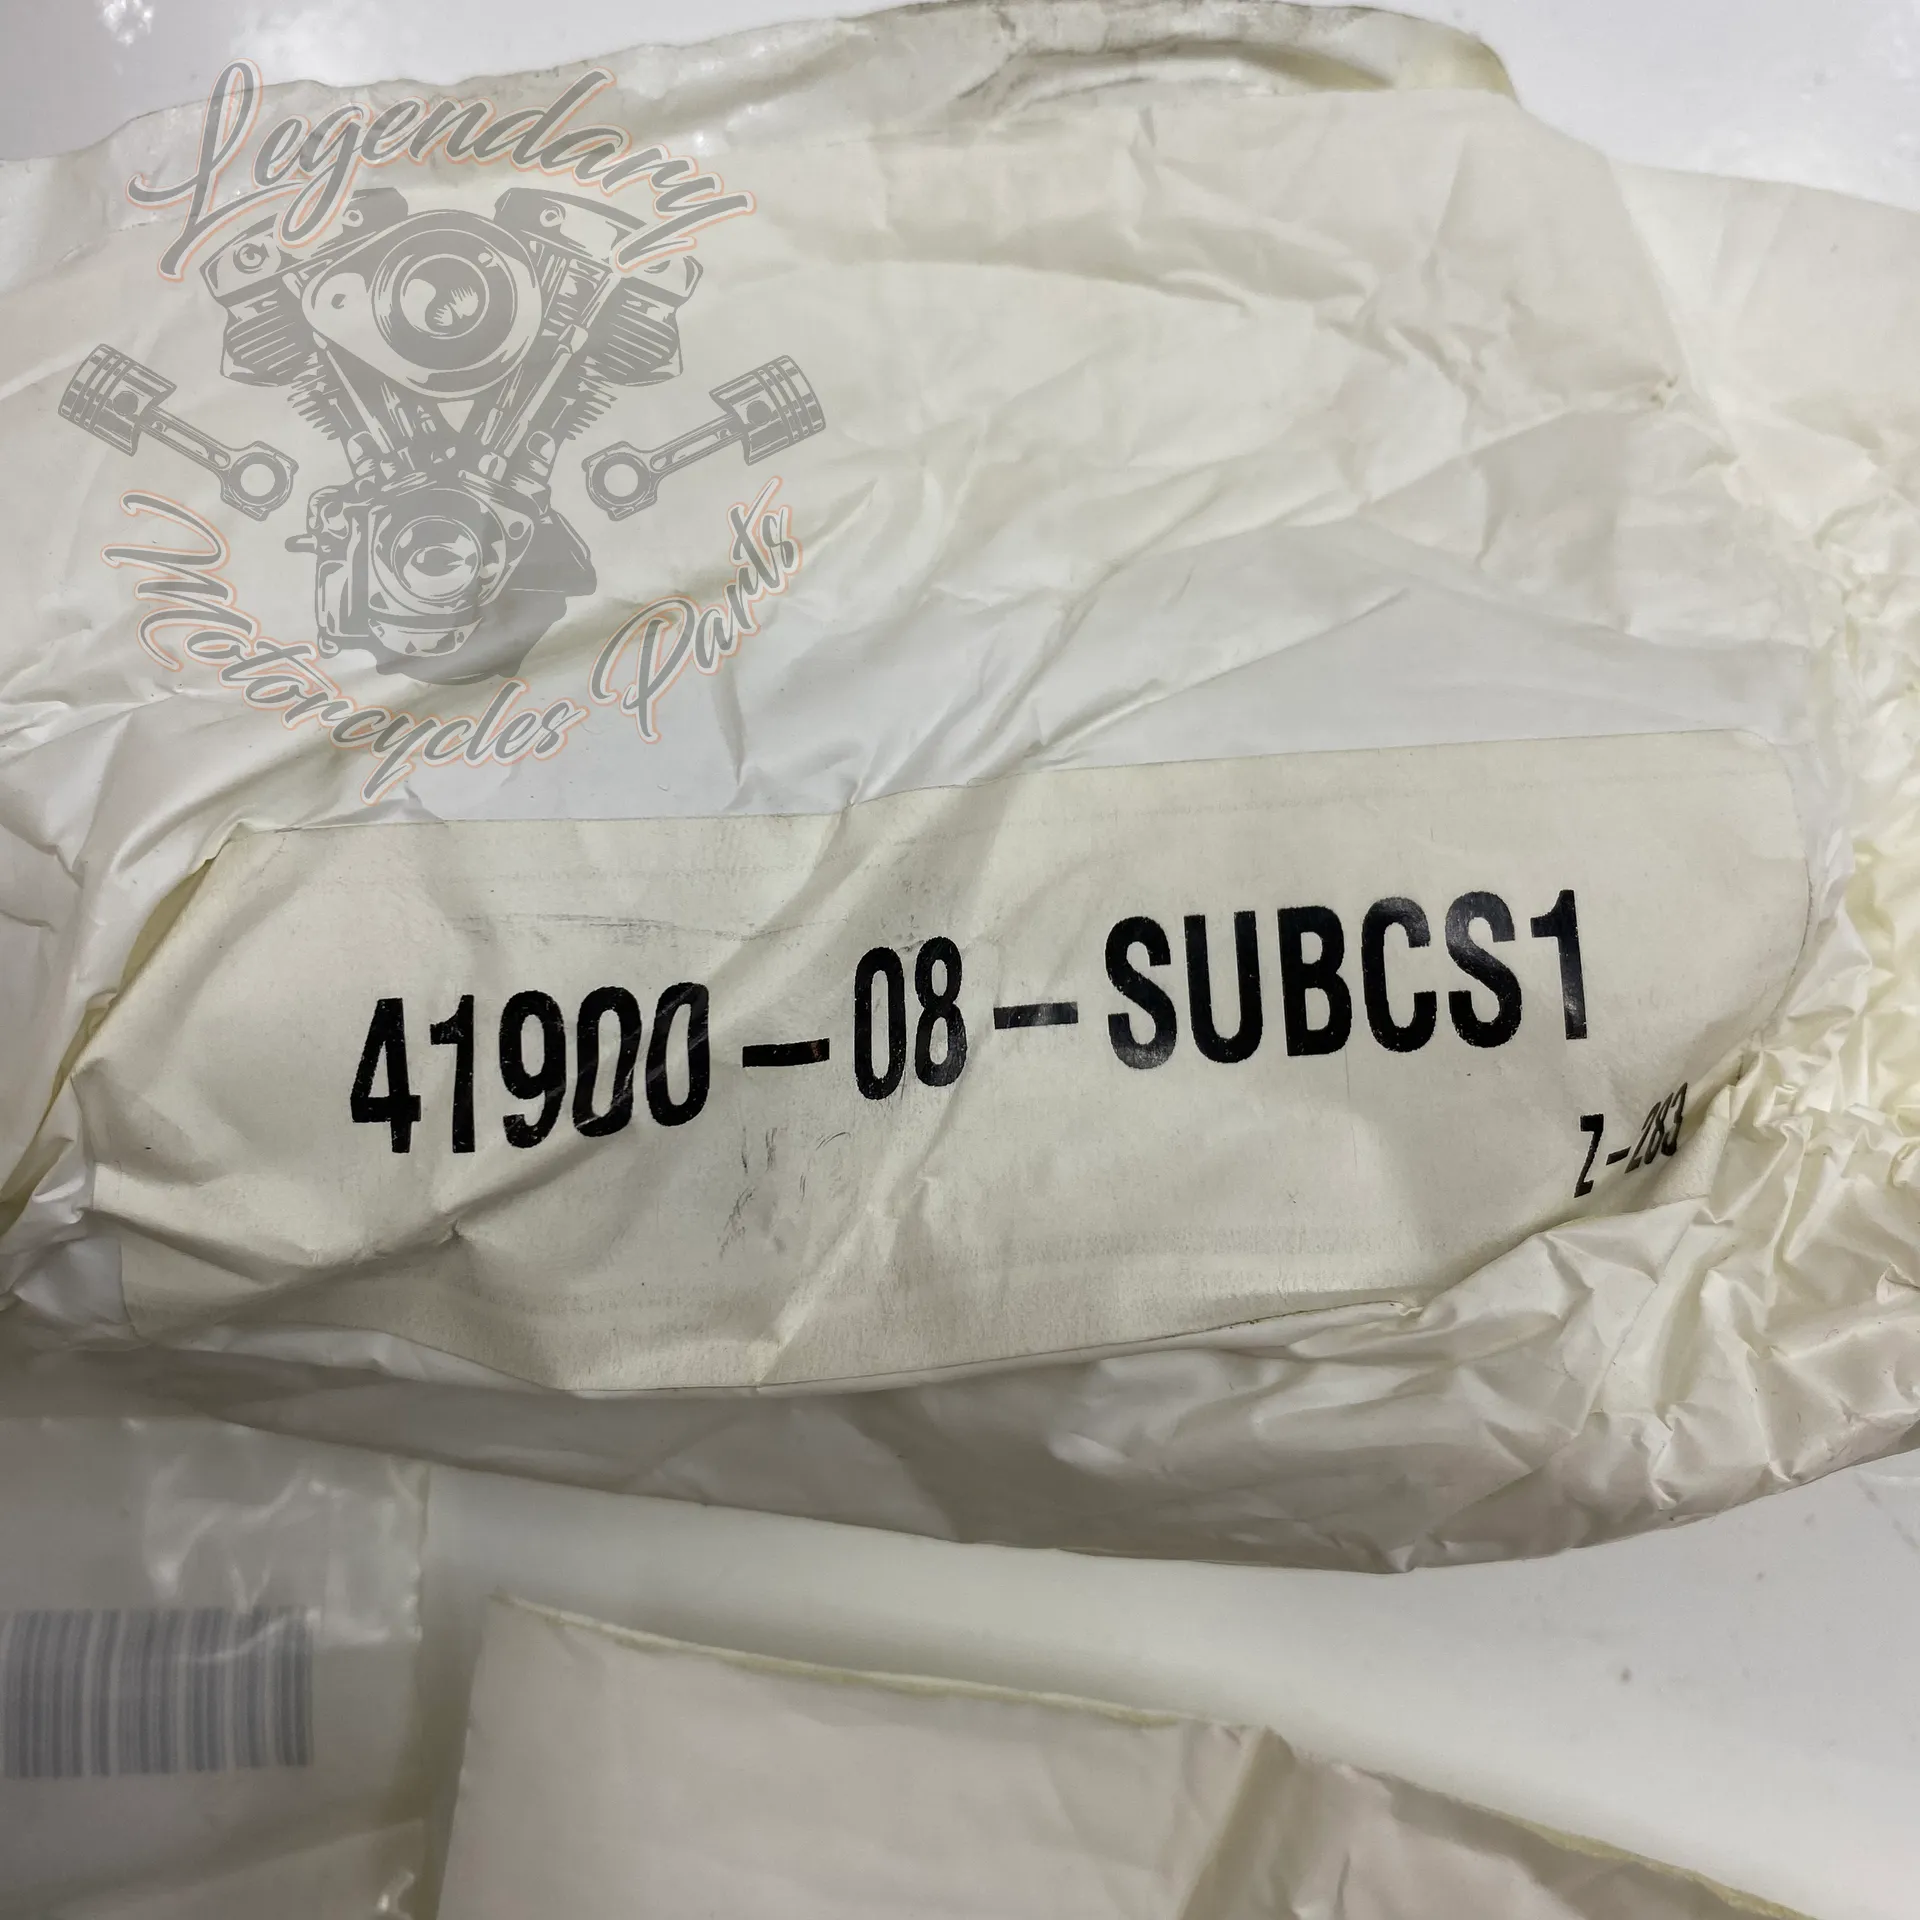 Legendary
Motorcycles Parts
41900-08-SUBCS1
Z-283